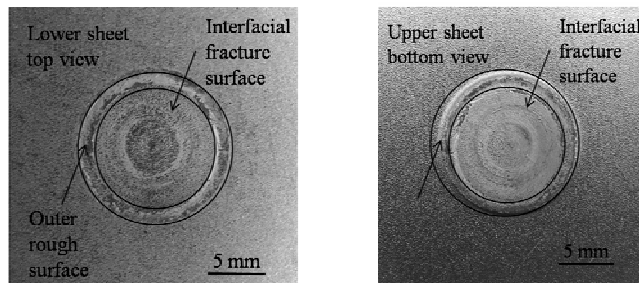 Lower sheet
top view
Interfacial
fracture
surface
Outer
rough
surface
5 mm
Upper sheet
bottom view
Interfacial
fracture
surface
5 mm